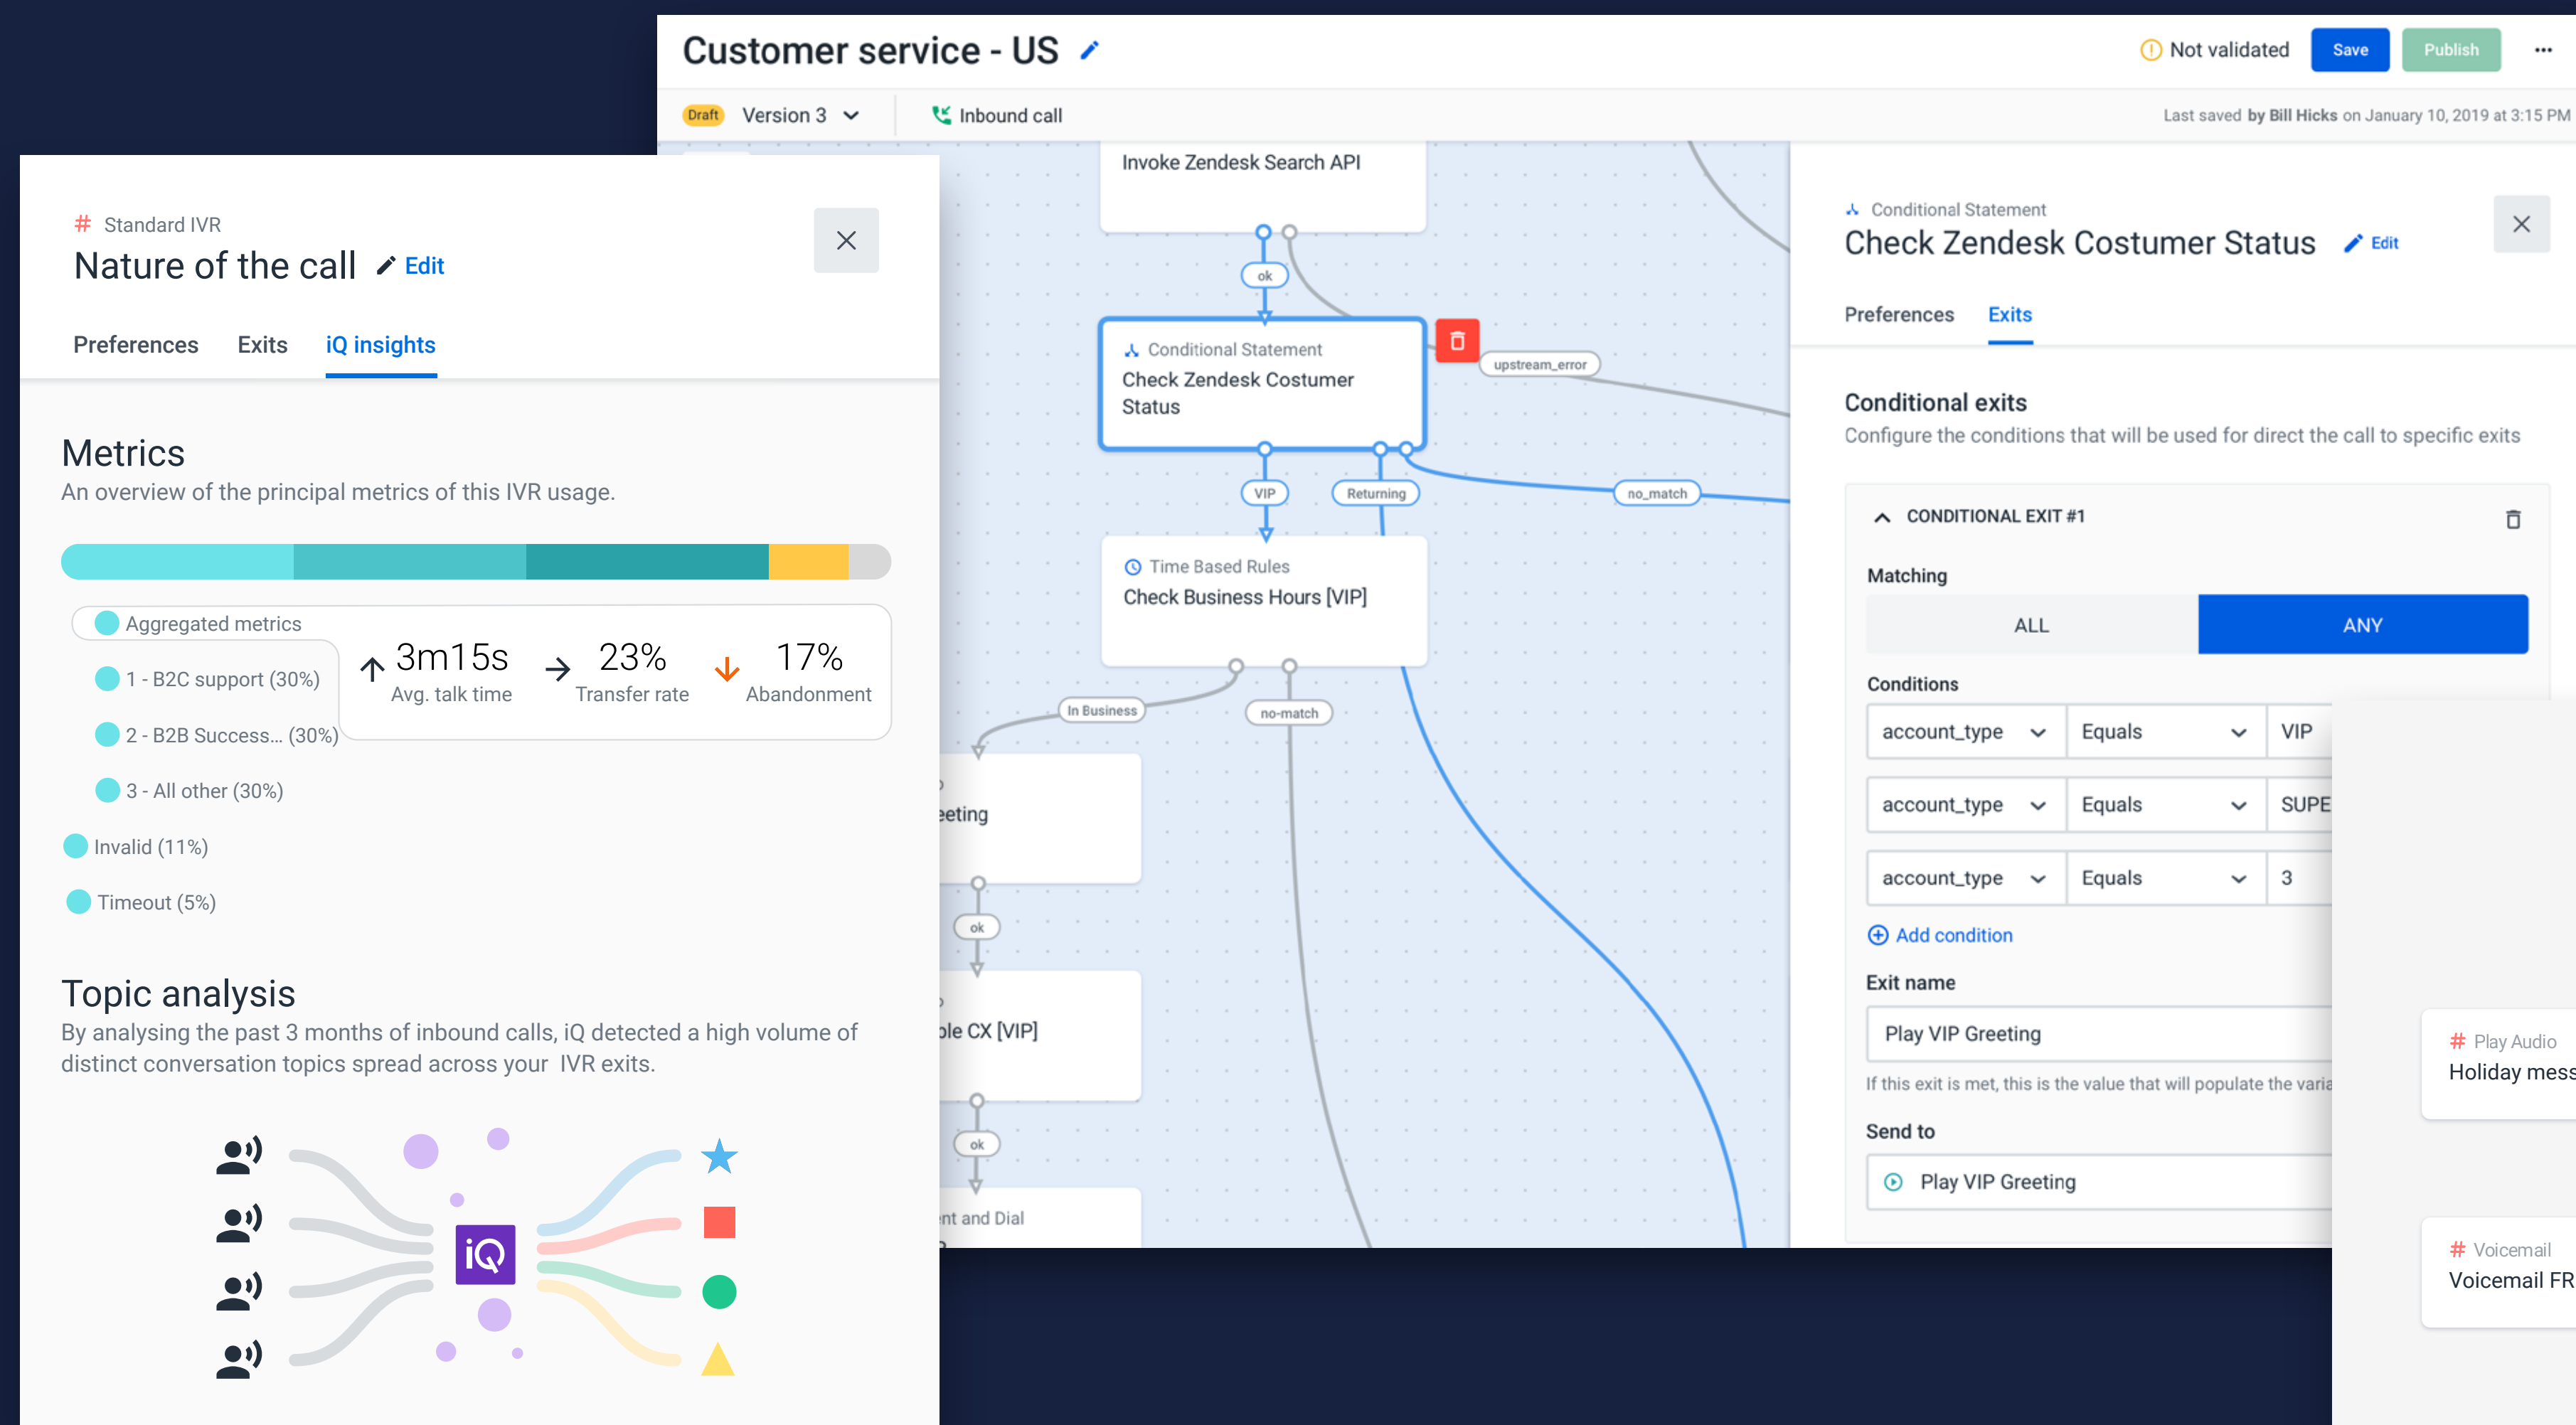 Customer service - US
Not validated
Save
Publish
Draft
Version 3
Inbound call
Last saved by Bill Hicks on January 10, 2019 at 3:15 PM
# Standard IVR
Nature of the call
Edit
Preferences
Exits
iQ insights
Metrics
An overview of the principal metrics of this IVR usage.
Aggregated metrics
1 - B2C support (30%)
2 - B2B Success... (30%)
3 - All other (30%)
Invalid (11%)
Timeout (5%)
3m15s
Avg. talk time
23%
Transfer rate
17%
Abandonment
Topic analysis
By analysing the past 3 months of inbound calls, iQ detected a high volume of
distinct conversation topics spread across your IVR exits.
iQ
Invoke Zendesk Search API
ok
Conditional Statement
Check Zendesk Costumer
Status
upstream_error
VIP
Returning
no_match
Time Based Rules
Check Business Hours [VIP]
In Business
no-match
eeting
ok
ble CX [VIP]
ok
nt and Dial
Conditional Statement
Check Zendesk Costumer Status
Edit
Preferences
Exits
Conditional exits
Configure the conditions that will be used for direct the call to specific exits
CONDITIONAL EXIT #1
Matching
ALL
ANY
Conditions
account_type
Equals
VIP
account_type
Equals
SUPE
account_type
Equals
3
Add condition
Exit name
Play VIP Greeting
If this exit is met, this is the value that will populate the varia
Send to
Play VIP Greeting
# Play Audio
Holiday mess
# Voicemail
Voicemail FR